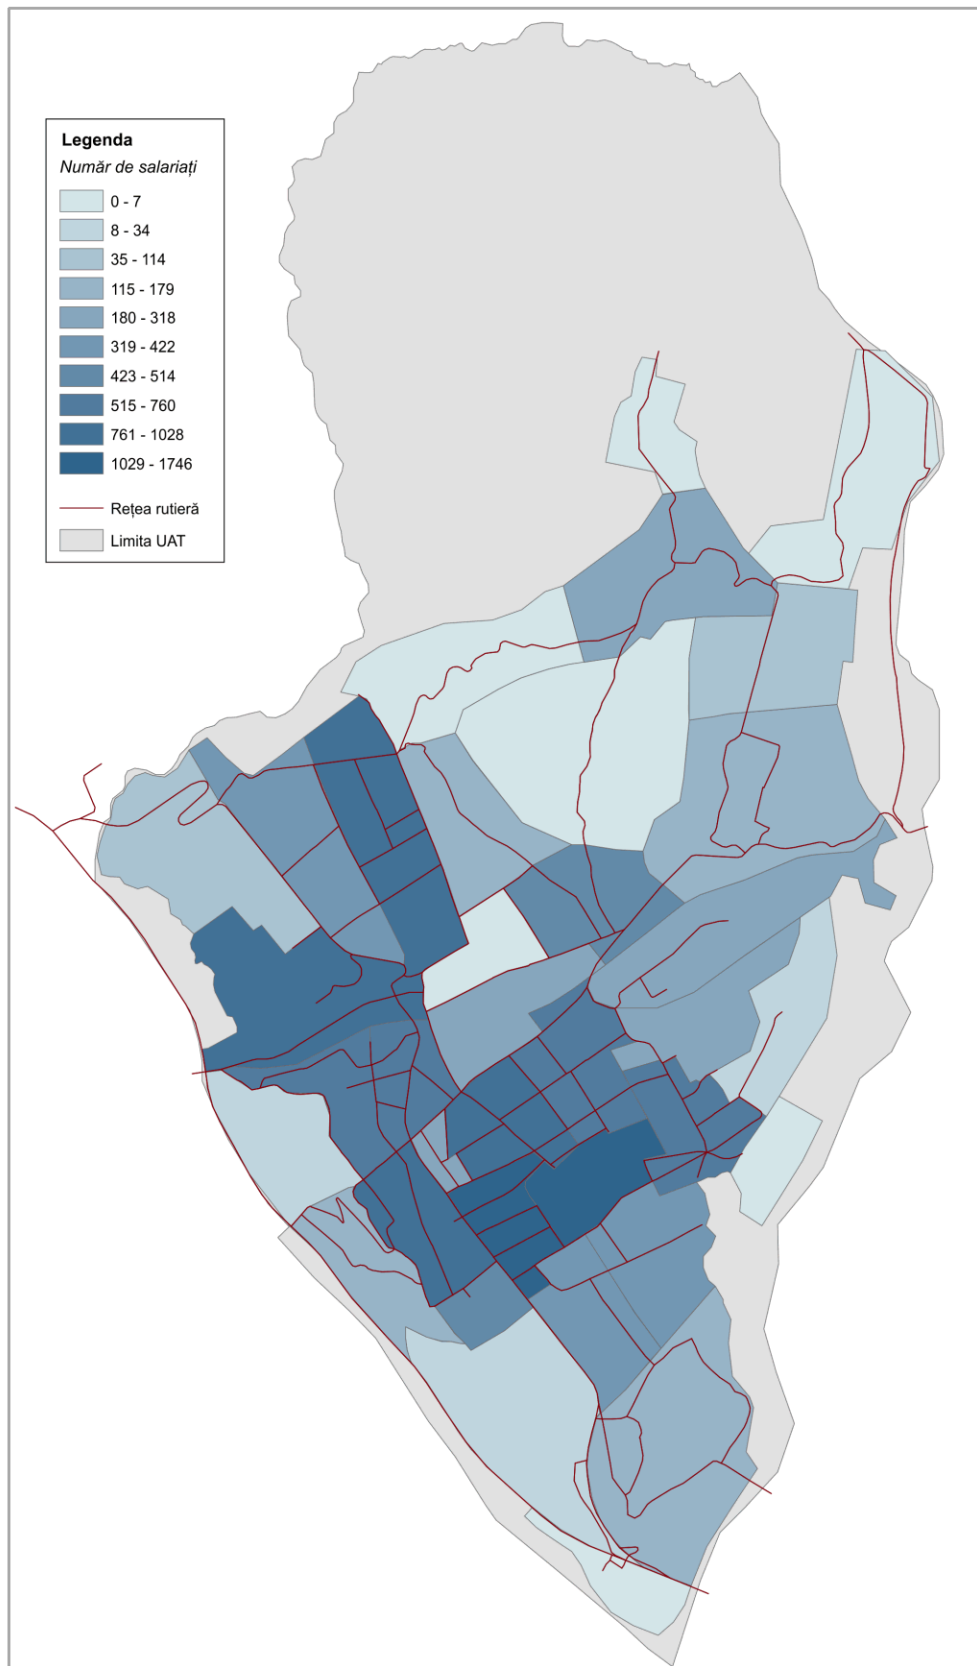 Legenda
Număr de salariați
0 - 7
8 - 34
35 - 114
115 - 179
180 - 318
319 - 422
423 - 514
515 - 760
761 - 1028
1029 - 1746
Rețea rutieră
Limita UAT